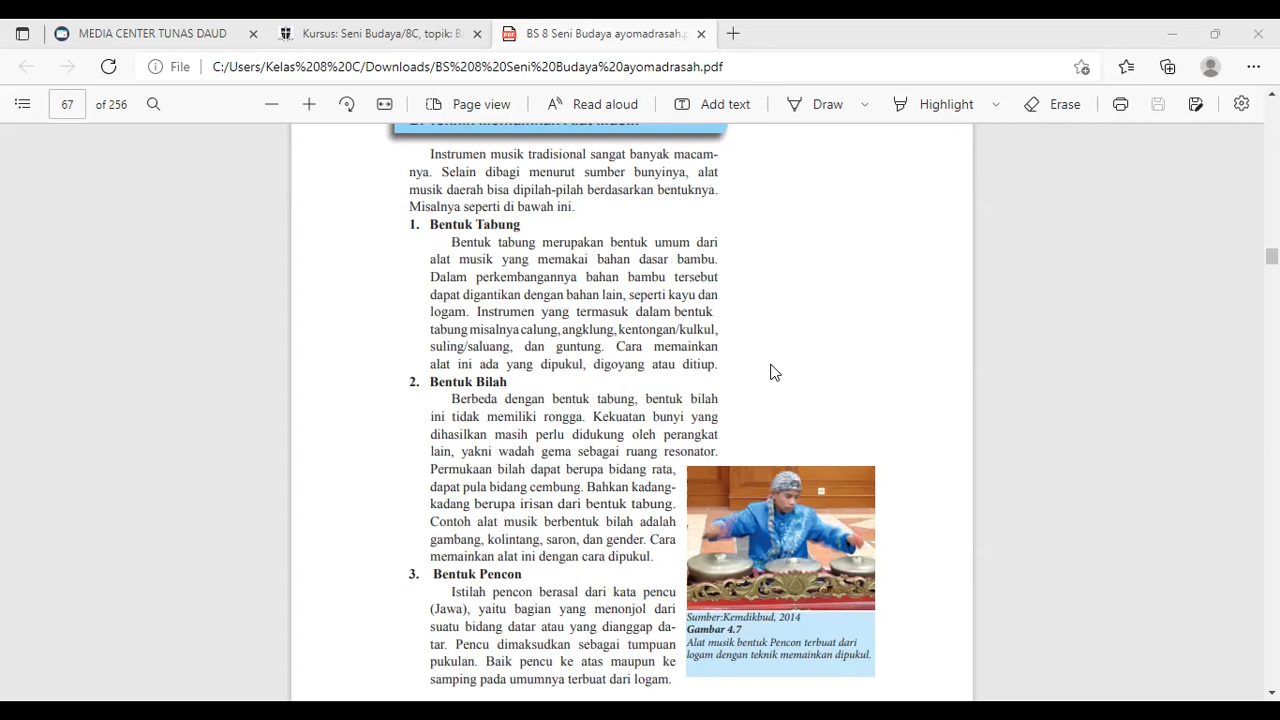 MEDIA CENTER TUNAS DAUD
Kursus: Seni Budaya/8C, topik: BA
BS 8 Seni Budaya ayomadrasah.p
File
C:/Users/Kelas%208%20C/Downloads/BS%208%20Seni%20Budaya%20ayomadrasah.pdf
67 of 256
Page view
Read aloud
Add text
Draw
Highlight
Erase
Instrumen musik tradisional sangat banyak macam-
nya. Selain dibagi menurut sumber bunyinya, alat
musik daerah bisa dipilah-pilah berdasarkan bentuknya.
Misalnya seperti di bawah ini.
1. Bentuk Tabung
Bentuk tabung merupakan bentuk umum dari
alat musik yang memakai bahan dasar bambu.
Dalam perkembangannya bahan bambu tersebut
dapat digantikan dengan bahan lain, seperti kayu dan
logam. Instrumen yang termasuk dalam bentuk
tabung misalnya calung, angklung, kentongan/kulkul,
suling/saluang, dan guntung. Cara memainkan
alat ini ada yang dipukul, digoyang atau ditiup.
2. Bentuk Bilah
Berbeda dengan bentuk tabung, bentuk bilah
ini tidak memiliki rongga. Kekuatan bunyi yang
dihasilkan masih perlu didukung oleh perangkat
lain, yakni wadah gema sebagai ruang resonator.
Permukaan bilah dapat berupa bidang rata,
dapat pula bidang cembung. Bahkan kadang-
kadang berupa irisan dari bentuk tabung.
Contoh alat musik berbentuk bilah adalah
gambang, kolintang, saron, dan gender. Cara
memainkan alat ini dengan cara dipukul.
3. Bentuk Pencon
Istilah pencon berasal dari kata pencu
(Jawa), yaitu bagian yang menonjol dari
suatu bidang datar atau yang dianggap da-
tar. Pencu dimaksudkan sebagai tumpuan
pukulan. Baik pencu ke atas maupun ke
samping pada umumnya terbuat dari logam.
Sumber:Kemdikbud, 2014
Gambar 4.7
Alat musik bentuk Pencon terbuat dari
logam dengan teknik memainkan dipukul.